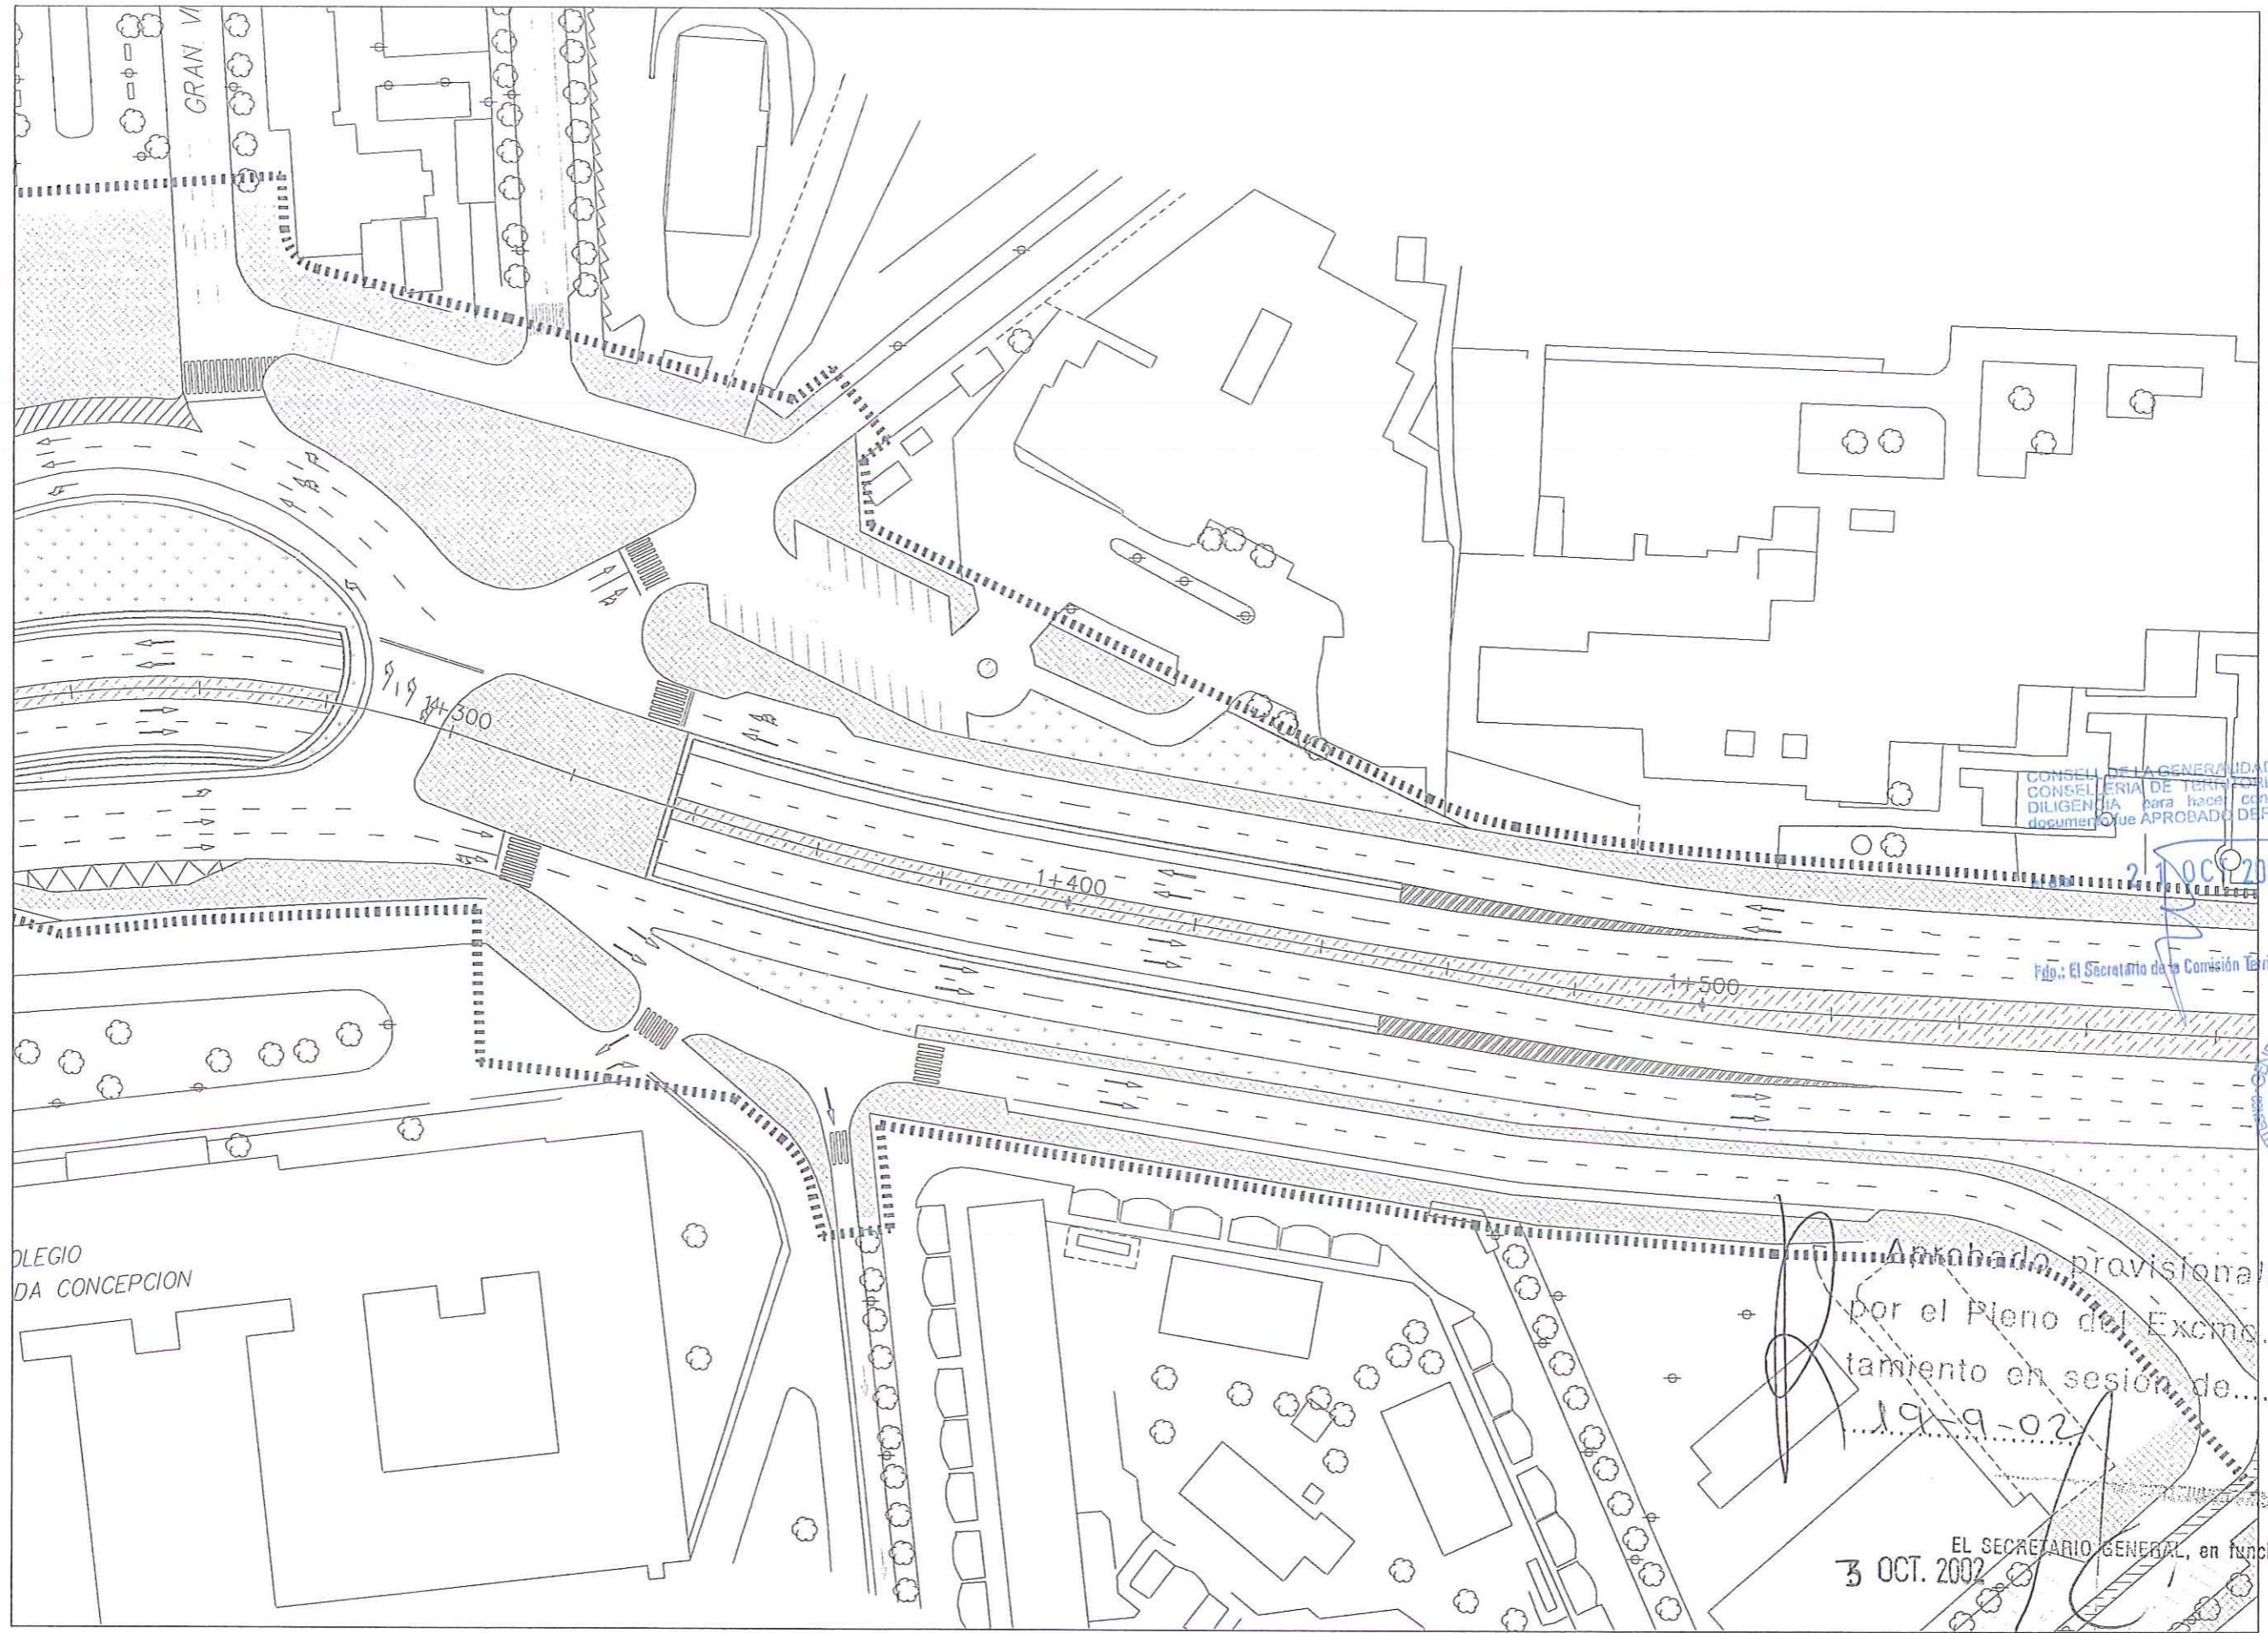 GRAN VI
1+300
1+400
1+500
OLEGIO
DA CONCEPCION
CONSELL DE LA GENERALIDAD
CONSELLERIA DE
DILIGENCIA para hacer con
documento fue APROBADO DEF
21 OCT 20
Fdo.: El Secretario de la Comisión Terri
Aprobado provisional
por el Pleno del Excmo.
tamiento en sesión de....
19-9-02
EL SECRETARIO GENERAL, en func
3 OCT. 2002